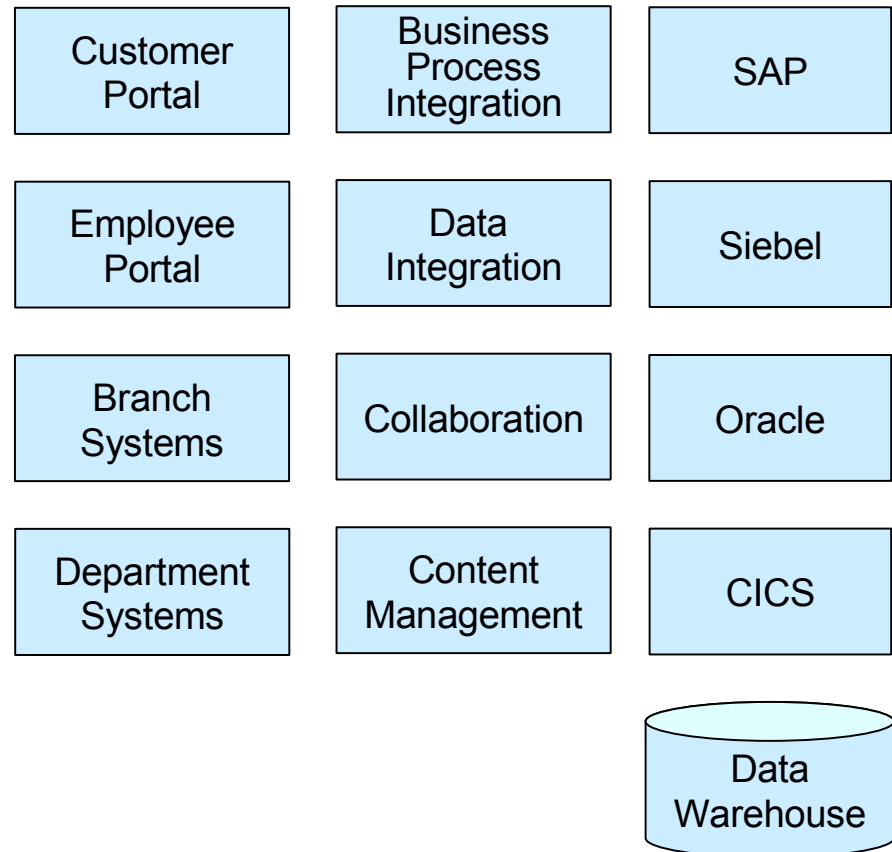 Customer
Portal
Business
Process
Integration
SAP
Employee
Portal
Data
Integration
Siebel
Branch
Systems
Collaboration
Oracle
Department
Systems
Content
Management
CICS
Data
Warehouse